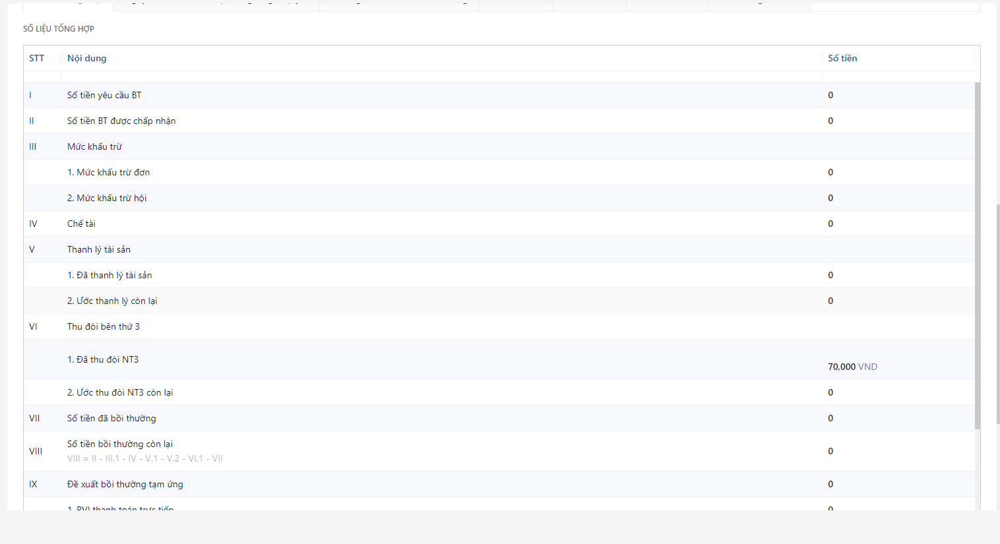 SỐ LIỆU TỔNG HỢP
STT Nội dung Số tiền
I Số tiền yêu cầu BT 0
II Số tiền BT được chấp nhận 0
III Mức khấu trừ
1. Mức khấu trừ đơn 0
2. Mức khấu trừ hội 0
IV Chế tài 0
V Thanh lý tài sản
1. Đã thanh lý tài sản 0
2. Ước thanh lý còn lại 0
VI Thu đòi bên thứ 3
1. Đã thu đòi NT3 70,000 VND
2. Ước thu đòi NT3 còn lại 0
VII Số tiền đã bồi thường 0
VIII Số tiền bồi thường còn lại 0
VIII = II - III.1 - IV - V.1 - V.2 - VI.1 - VII
IX Đề xuất bồi thường tạm ứng 0
1. PVI thanh toán trực tiếp 0